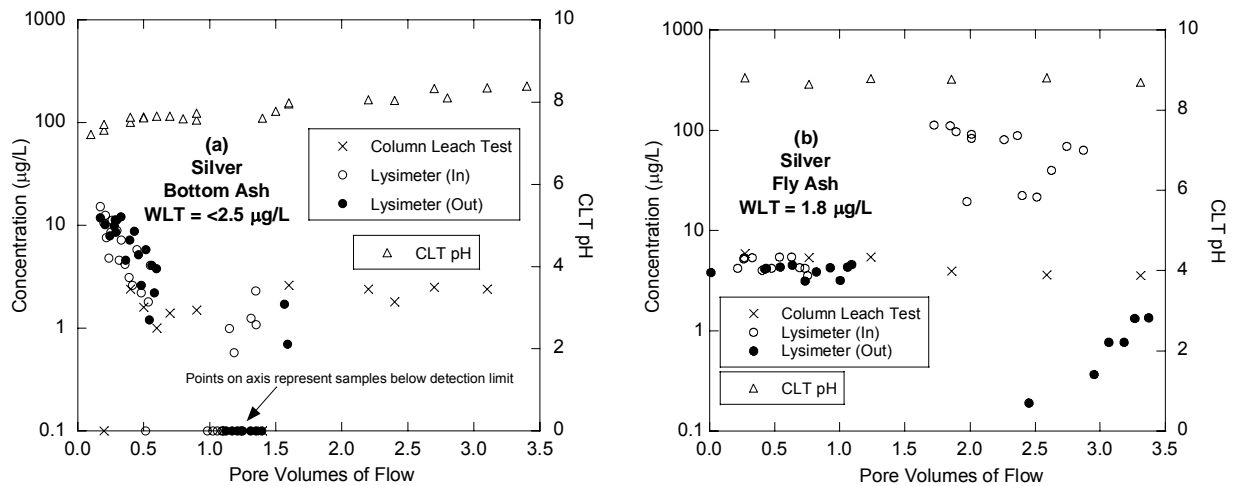 1000
100
10
1
0.1
Concentration (µg/L)
10
8
6
4
2
0
CLT pH
0.0 0.5 1.0 1.5 2.0 2.5 3.0 3.5
Pore Volumes of Flow
(a)
Silver
Bottom Ash
WLT = <2.5 µg/L
Column Leach Test
Lysimeter (In)
Lysimeter (Out)
CLT pH
Points on axis represent samples below detection limit
1000
100
10
1
0.1
Concentration (µg/L)
10
8
6
4
2
0
CLT pH
0.0 0.5 1.0 1.5 2.0 2.5 3.0 3.5
Pore Volumes of Flow
(b)
Silver
Fly Ash
WLT = 1.8 µg/L
Column Leach Test
Lysimeter (In)
Lysimeter (Out)
CLT pH